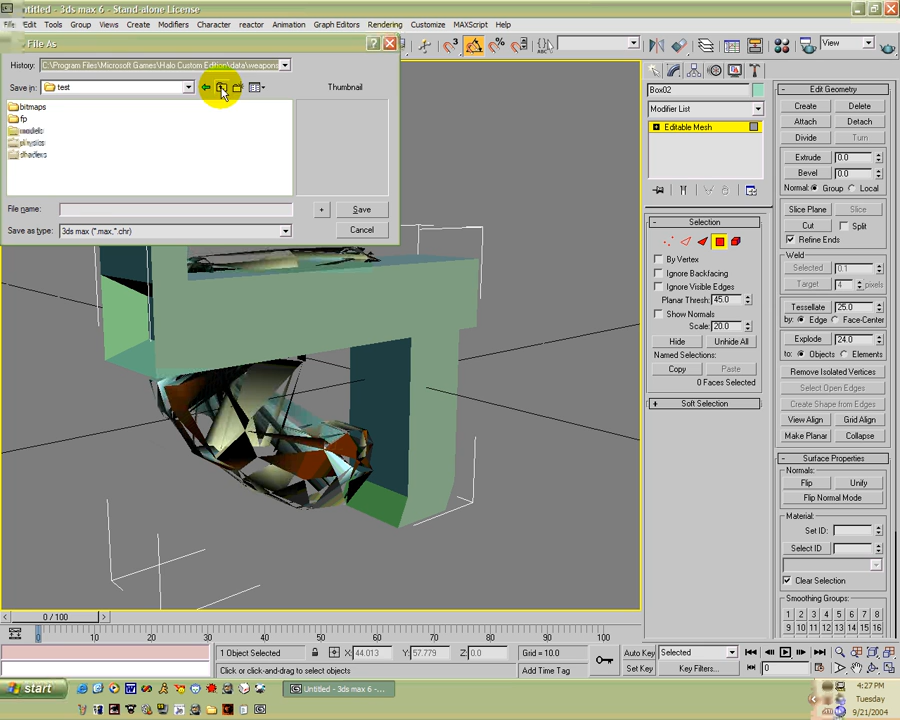 ntitled - 3ds max 6 - Stand-alone License
File Edit Tools Group Views Create Modifiers Character reactor Animation Graph Editors Rendering Customize MAXScript Help
File As
History: C:\Program Files\Microsoft Games\Halo Custom Edition\data\weapons
Save in: test
Thumbnail
bitmaps
fp
models
physics
shaders
File name:
+
Save
Save as type: 3ds max (*.max,*.chr)
Cancel
View
Box02
Modifier List
Editable Mesh
Selection
By Vertex
Ignore Backfacing
Ignore Visible Edges
Planar Thresh: 45.0
Show Normals
Scale: 20.0
Hide Unhide All
Named Selections:
Copy Paste
0 Faces Selected
+ Soft Selection
- Edit Geometry
Create Delete
Attach Detach
Divide Turn
Extrude 0.0
Bevel 0.0
Normal: Group Local
Slice Plane Slice
Cut Split
Refine Ends
Weld
Selected 0.1
Target 4 pixels
Tessellate 25.0
by: Edge Face-Center
Explode 24.0
to: Objects Elements
Remove Isolated Vertices
Select Open Edges
Create Shape from Edges
View Align Grid Align
Make Planar Collapse
- Surface Properties
Normals:
Flip Unify
Flip Normal Mode
Material:
Set ID:
Select ID
Clear Selection
Smoothing Groups:
1 2 3 4 5 6 7 8
9 10 11 12 13 14 15 16
0 / 100
0 10 20 30 40 50 60 70 80 90 100
1 Object Selected X: 44.013 Y: 57.779 Z: 0.0 Grid = 10.0
Click or click-and-drag to select objects Add Time Tag
Auto Key Selected
Set Key Key Filters...
0
start
Untitled - 3ds max 6 -...
4:27 PM
Tuesday
9/21/2004